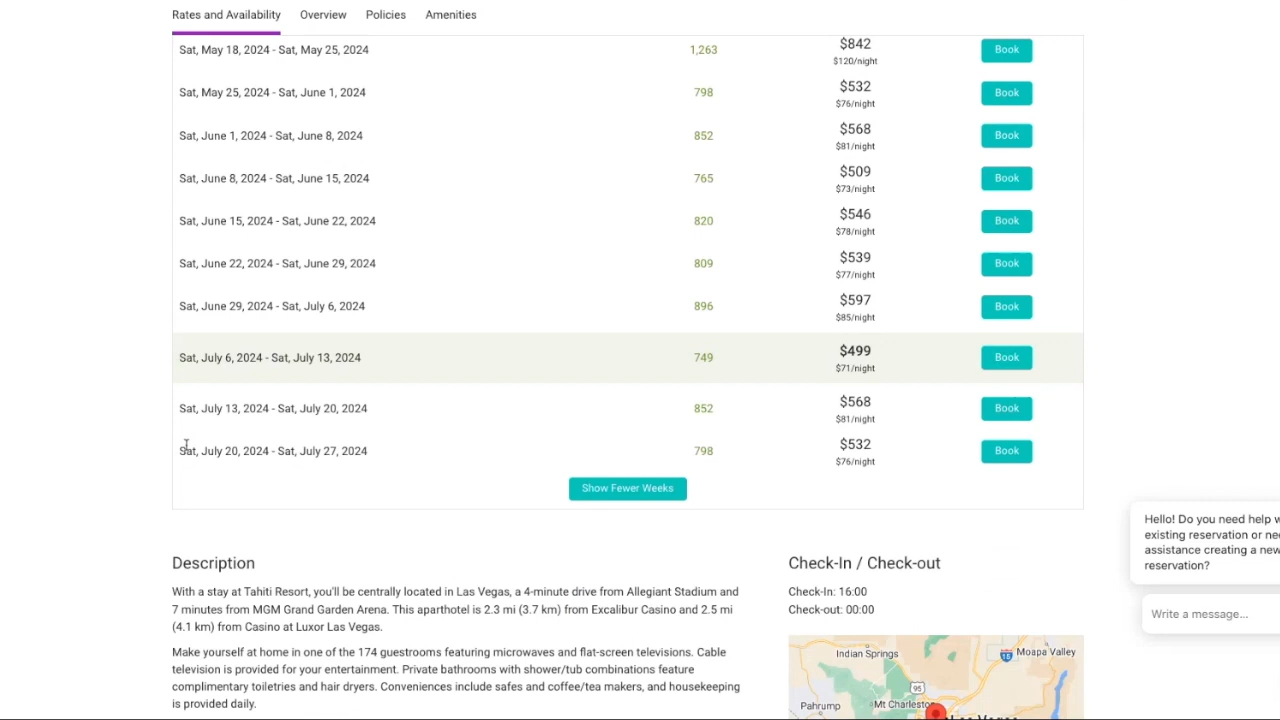 Rates and Availability Overview Policies Amenities
Sat, May 18, 2024 - Sat, May 25, 2024 1,263 $842 Book
$120/night
Sat, May 25, 2024 - Sat, June 1, 2024 798 $532 Book
$76/night
Sat, June 1, 2024 - Sat, June 8, 2024 852 $568 Book
$81/night
Sat, June 8, 2024 - Sat, June 15, 2024 765 $509 Book
$73/night
Sat, June 15, 2024 - Sat, June 22, 2024 820 $546 Book
$78/night
Sat, June 22, 2024 - Sat, June 29, 2024 809 $539 Book
$77/night
Sat, June 29, 2024 - Sat, July 6, 2024 896 $597 Book
$85/night
Sat, July 6, 2024 - Sat, July 13, 2024 749 $499 Book
$71/night
Sat, July 13, 2024 - Sat, July 20, 2024 852 $568 Book
$81/night
Sat, July 20, 2024 - Sat, July 27, 2024 798 $532 Book
$76/night
Show Fewer Weeks
Description
With a stay at Tahiti Resort, you'll be centrally located in Las Vegas, a 4-minute drive from Allegiant Stadium and
7 minutes from MGM Grand Garden Arena. This aparthotel is 2.3 mi (3.7 km) from Excalibur Casino and 2.5 mi
(4.1 km) from Casino at Luxor Las Vegas.
Make yourself at home in one of the 174 guestrooms featuring microwaves and flat-screen televisions. Cable
television is provided for your entertainment. Private bathrooms with shower/tub combinations feature
complimentary toiletries and hair dryers. Conveniences include safes and coffee/tea makers, and housekeeping
is provided daily.
Check-In / Check-out
Check-In: 16:00
Check-out: 00:00
Indian Springs
15
Moapa Valley
95
Pahrump
Mt Charleston
Las Vegas
Hello! Do you need help w
existing reservation or nee
assistance creating a new
reservation?
Write a message...